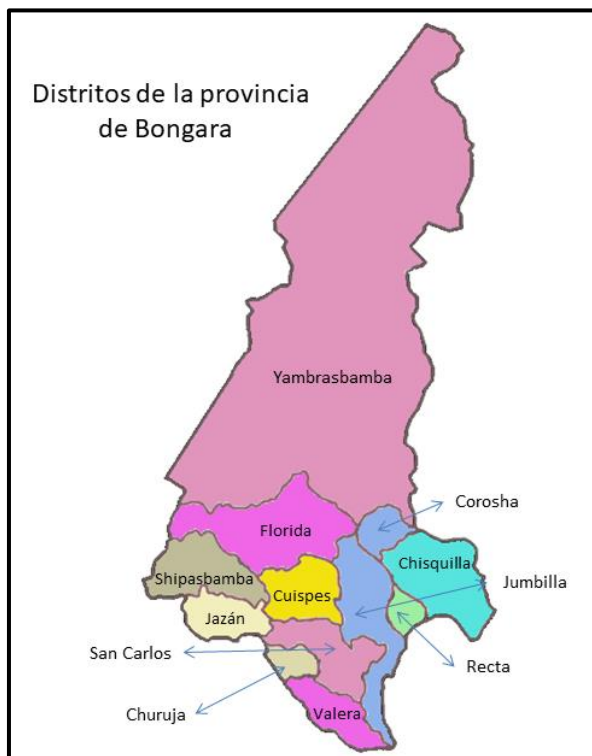 Distritos de la provincia
de Bongara
Yambrasbamba
Corosha
Florida
Chisquilla
Shipasbamba
Jumbilla
Cuispes
Jazán
San Carlos
Recta
Churuja
Valera